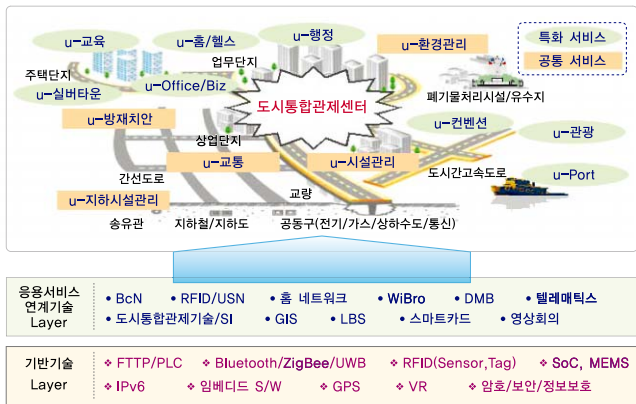 u-교육
u-홈/헬스
u-행정
u-환경관리
특화 서비스
공통 서비스
주택단지
업무단지
u-실버타운
u-Office/Biz
도시통합관제센터
폐기물처리시설/유수지
u-방재치안
u-컨벤션
u-관광
상업단지
u-교통
u-시설관리
간선도로
도시간고속도로
u-Port
u-지하시설관리
교량
송유관
지하철/지하도
공동구(전기/가스/상하수도/통신)
응용서비스
연계기술
Layer
• BcN • RFID/USN • 홈 네트워크 • WiBro • DMB • 텔레매틱스
• 도시통합관제기술/SI • GIS • LBS • 스마트카드 • 영상회의
기반기술
Layer
❖ FTTP/PLC ❖ Bluetooth/ZigBee/UWB ❖ RFID(Sensor,Tag) ❖ SoC, MEMS
❖ IPv6 ❖ 임베디드 S/W ❖ GPS ❖ VR ❖ 암호/보안/정보보호